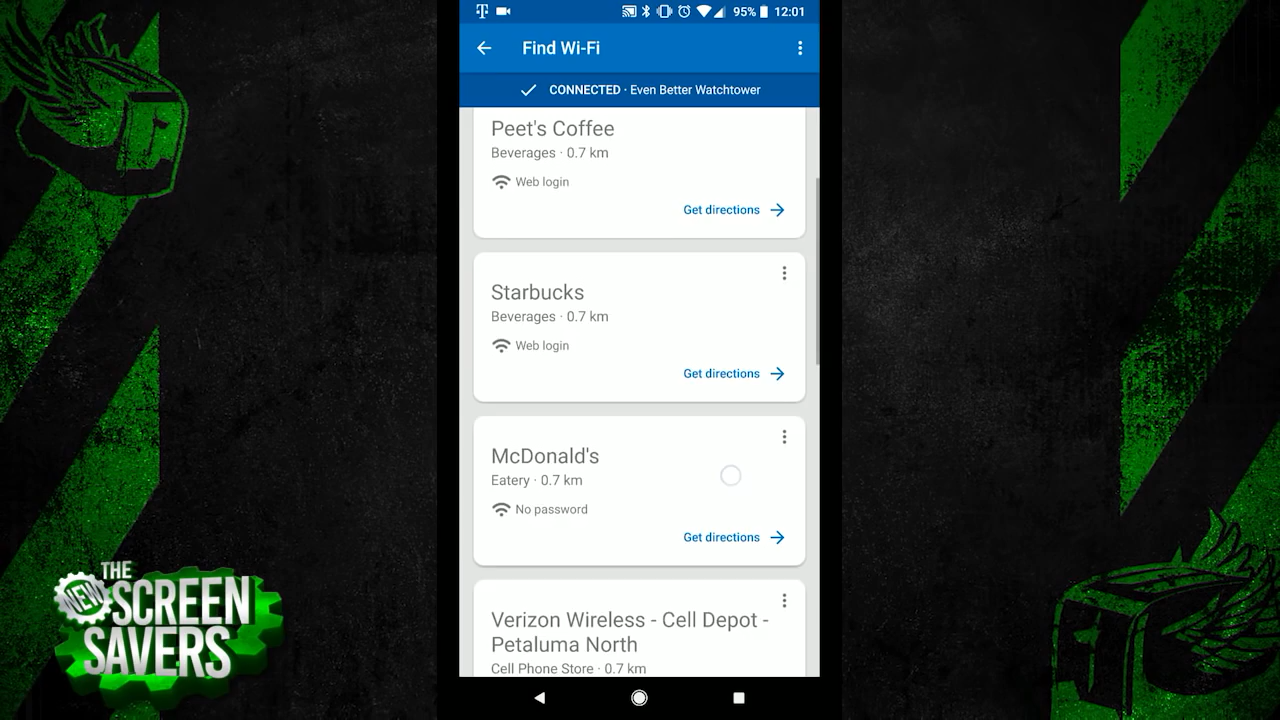 95% 12:01
Find Wi-Fi
CONNECTED · Even Better Watchtower
Peet's Coffee
Beverages · 0.7 km
Web login
Get directions
Starbucks
Beverages · 0.7 km
Web login
Get directions
McDonald's
Eatery · 0.7 km
No password
Get directions
Verizon Wireless - Cell Depot -
Petaluma North
Cell Phone Store · 0.7 km
THE
NEW SCREEN
SAVERS